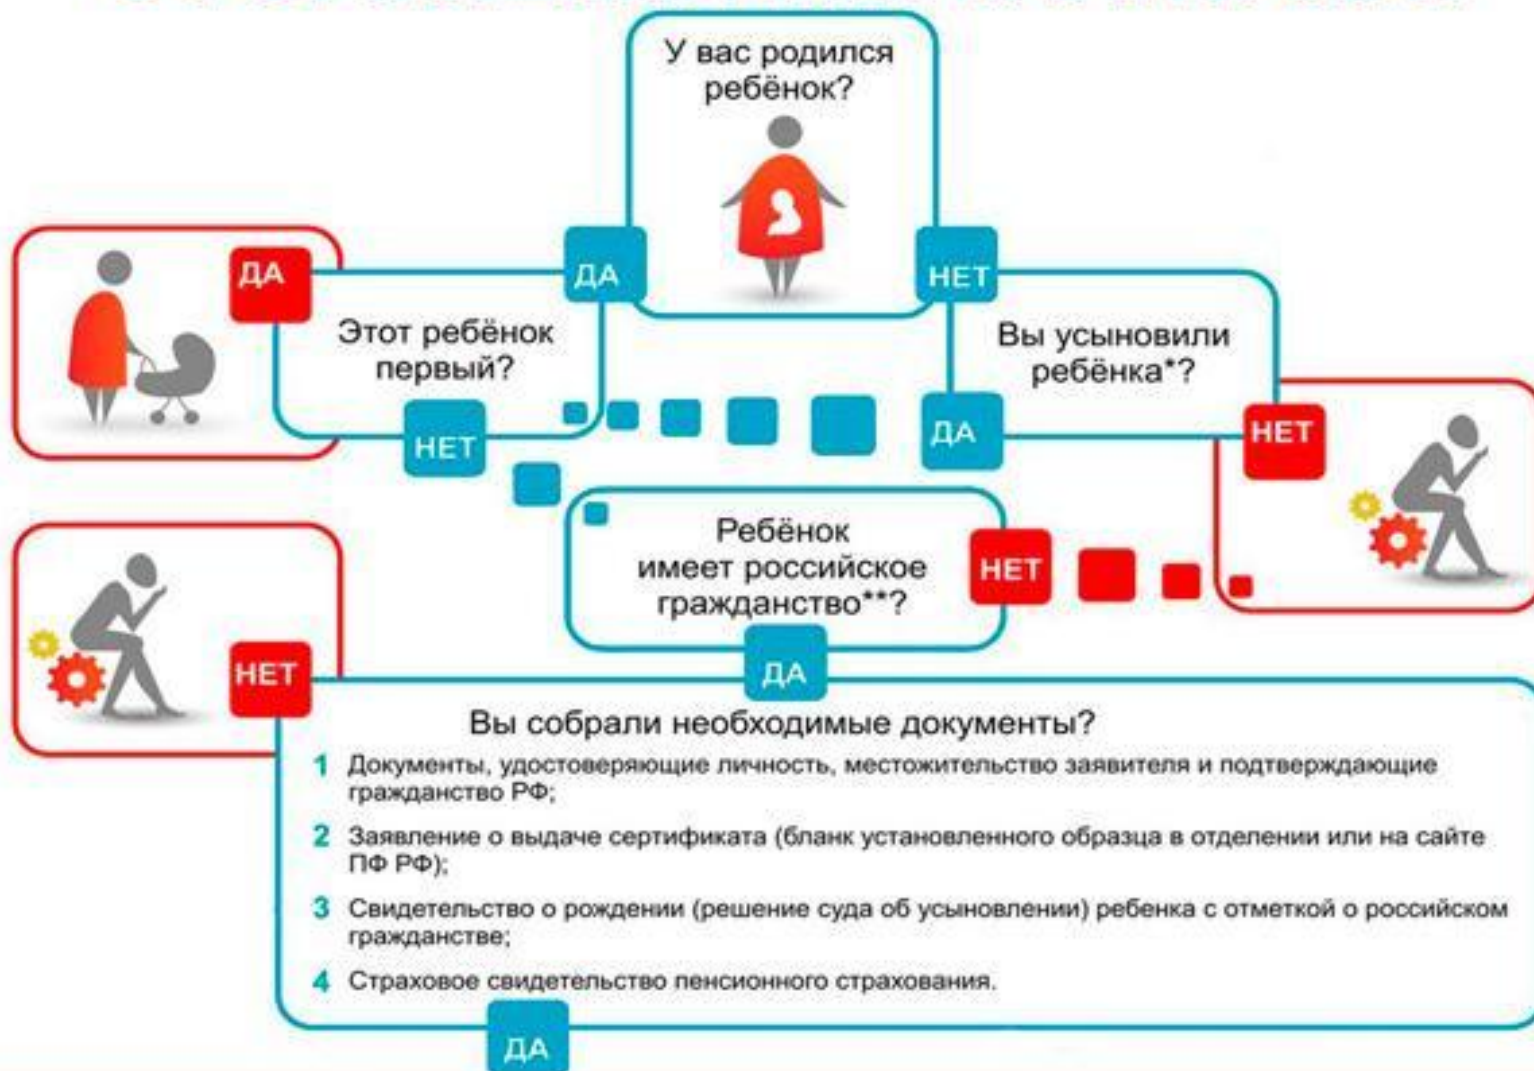 У вас родился
ребёнок?
ДА
ДА
НЕТ
Этот ребёнок
первый?
Вы усыновили
ребёнка*?
НЕТ
ДА
НЕТ
Ребёнок
имеет российское
гражданство**?
НЕТ
НЕТ
ДА
Вы собрали необходимые документы?
1 Документы, удостоверяющие личность, местожительство заявителя и подтверждающие
гражданство РФ;
2 Заявление о выдаче сертификата (бланк установленного образца в отделении или на сайте
ПФ РФ);
3 Свидетельство о рождении (решение суда об усыновлении) ребенка с отметкой о российском
гражданстве;
4 Страховое свидетельство пенсионного страхования.
ДА